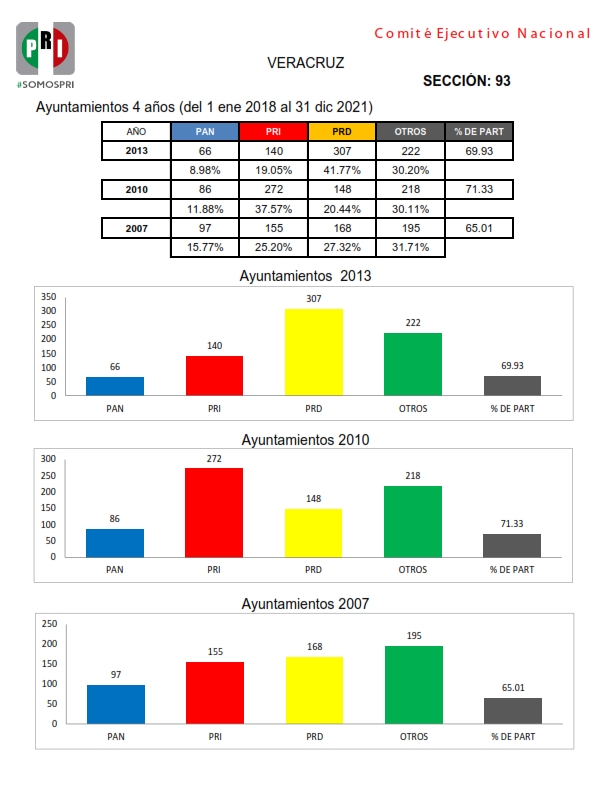 Comité Ejecutivo Nacional
PRI
#SOMOSPRI
VERACRUZ
SECCIÓN: 93
Ayuntamientos 4 años (del 1 ene 2018 al 31 dic 2021)
AÑO PAN PRI PRD OTROS % DE PART
2013 66 140 307 222 69.93
8.98% 19.05% 41.77% 30.20%
2010 86 272 148 218 71.33
11.88% 37.57% 20.44% 30.11%
2007 97 155 168 195 65.01
15.77% 25.20% 27.32% 31.71%
Ayuntamientos 2013
350
300
250
200
150
100
50
0
66 140 307 222 69.93
PAN PRI PRD OTROS % DE PART
Ayuntamientos 2010
300
250
200
150
100
50
0
86 272 148 218 71.33
PAN PRI PRD OTROS % DE PART
Ayuntamientos 2007
250
200
150
100
50
0
97 155 168 195 65.01
PAN PRI PRD OTROS % DE PART